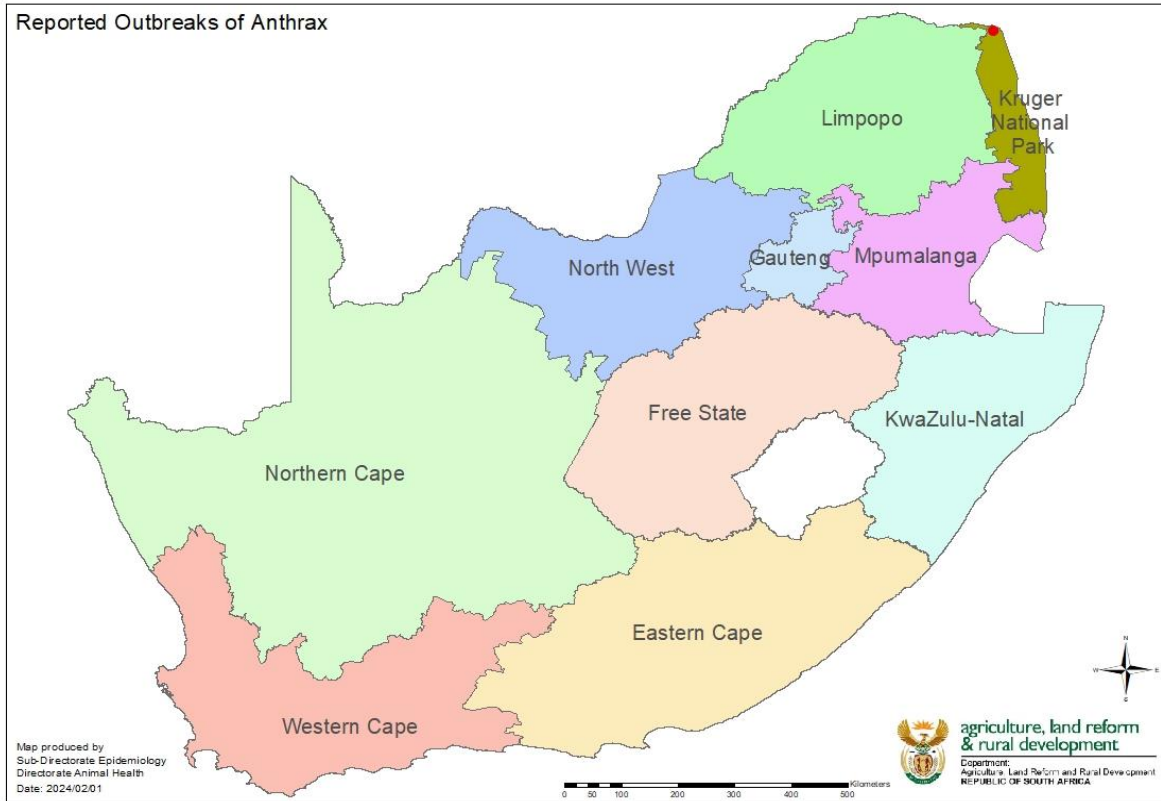 Reported Outbreaks of Anthrax
Limpopo
Kruger
National
Park
North West
Gauteng
Mpumalanga
Free State
KwaZulu-Natal
Northern Cape
Eastern Cape
Western Cape
N
W
E
S
Map produced by
Sub-Directorate Epidemiology
Directorate Animal Health
Date: 2024/02/01
Kilometers
0 50 100 200 300 400 500
agriculture, land reform
& rural development
Department:
Agriculture, Land Reform and Rural Development
REPUBLIC OF SOUTH AFRICA